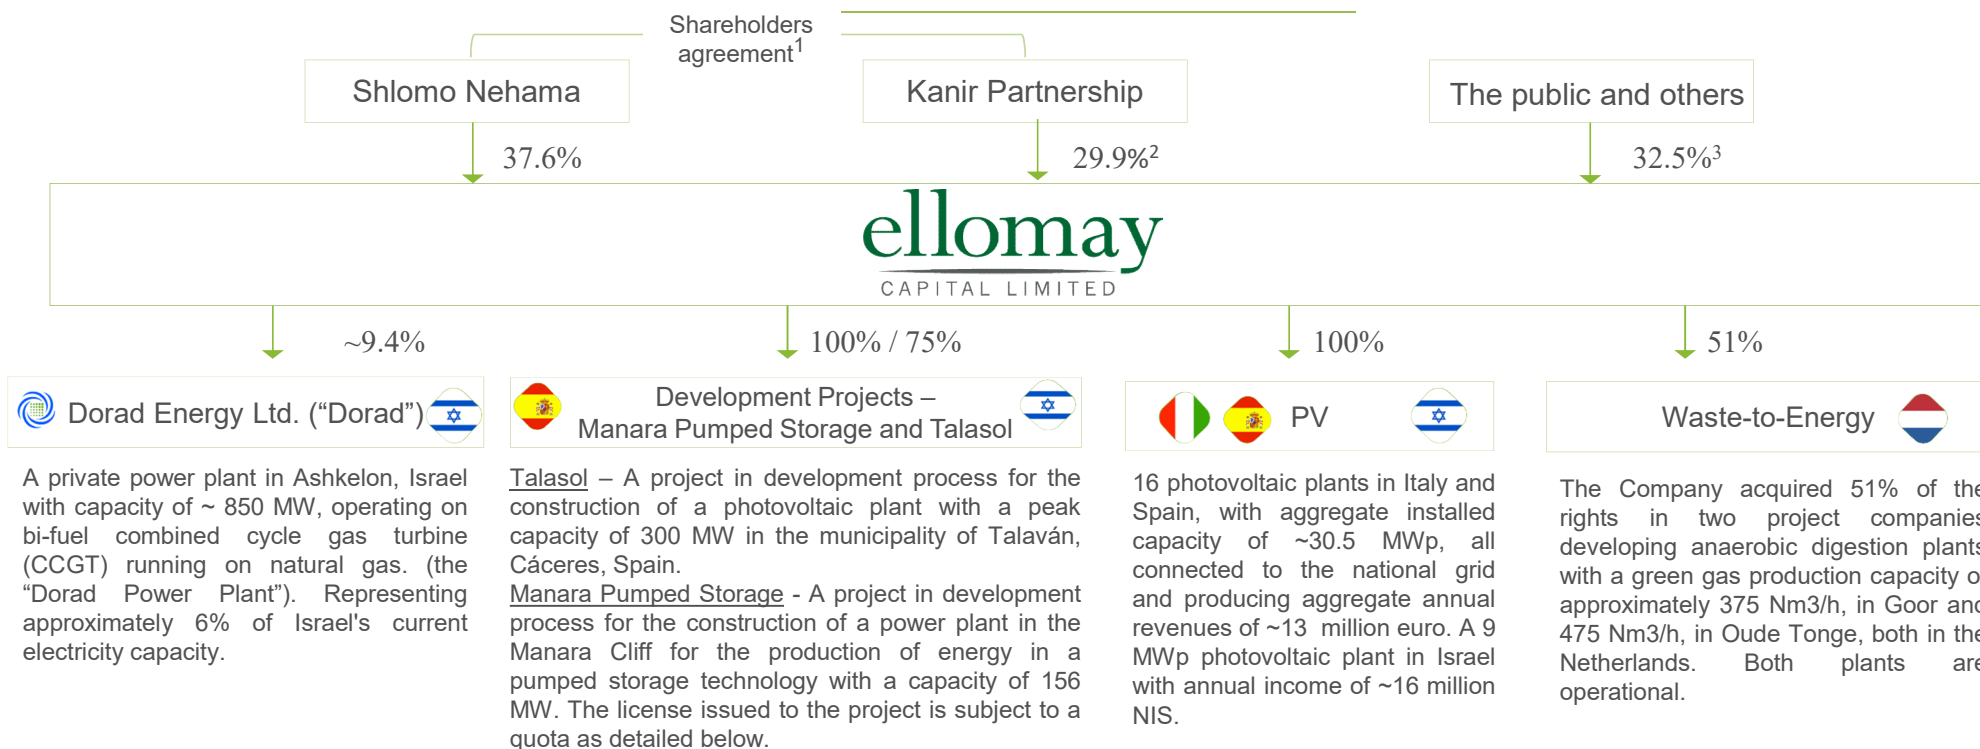 Shareholders
agreement1
Shlomo Nehama
Kanir Partnership
The public and others
37.6%
29.9%2
32.5%3
ellomay
CAPITAL LIMITED
~9.4%
100% / 75%
100%
51%
Dorad Energy Ltd. (“Dorad”)
A private power plant in Ashkelon, Israel
with capacity of ~ 850 MW, operating on
bi-fuel combined cycle gas turbine
(CCGT) running on natural gas. (the
“Dorad Power Plant”). Representing
approximately 6% of Israel's current
electricity capacity.
Development Projects –
Manara Pumped Storage and Talasol
Talasol – A project in development process for the
construction of a photovoltaic plant with a peak
capacity of 300 MW in the municipality of Talaván,
Cáceres, Spain.
Manara Pumped Storage - A project in development
process for the construction of a power plant in the
Manara Cliff for the production of energy in a
pumped storage technology with a capacity of 156
MW. The license issued to the project is subject to a
quota as detailed below.
PV
16 photovoltaic plants in Italy and
Spain, with aggregate installed
capacity of ~30.5 MWp, all
connected to the national grid
and producing aggregate annual
revenues of ~13 million euro. A 9
MWp photovoltaic plant in Israel
with annual income of ~16 million
NIS.
Waste-to-Energy
The Company acquired 51% of the
rights in two project companies
developing anaerobic digestion plants
with a green gas production capacity of
approximately 375 Nm3/h, in Goor and
475 Nm3/h, in Oude Tonge, both in the
Netherlands. Both plants are
operational.